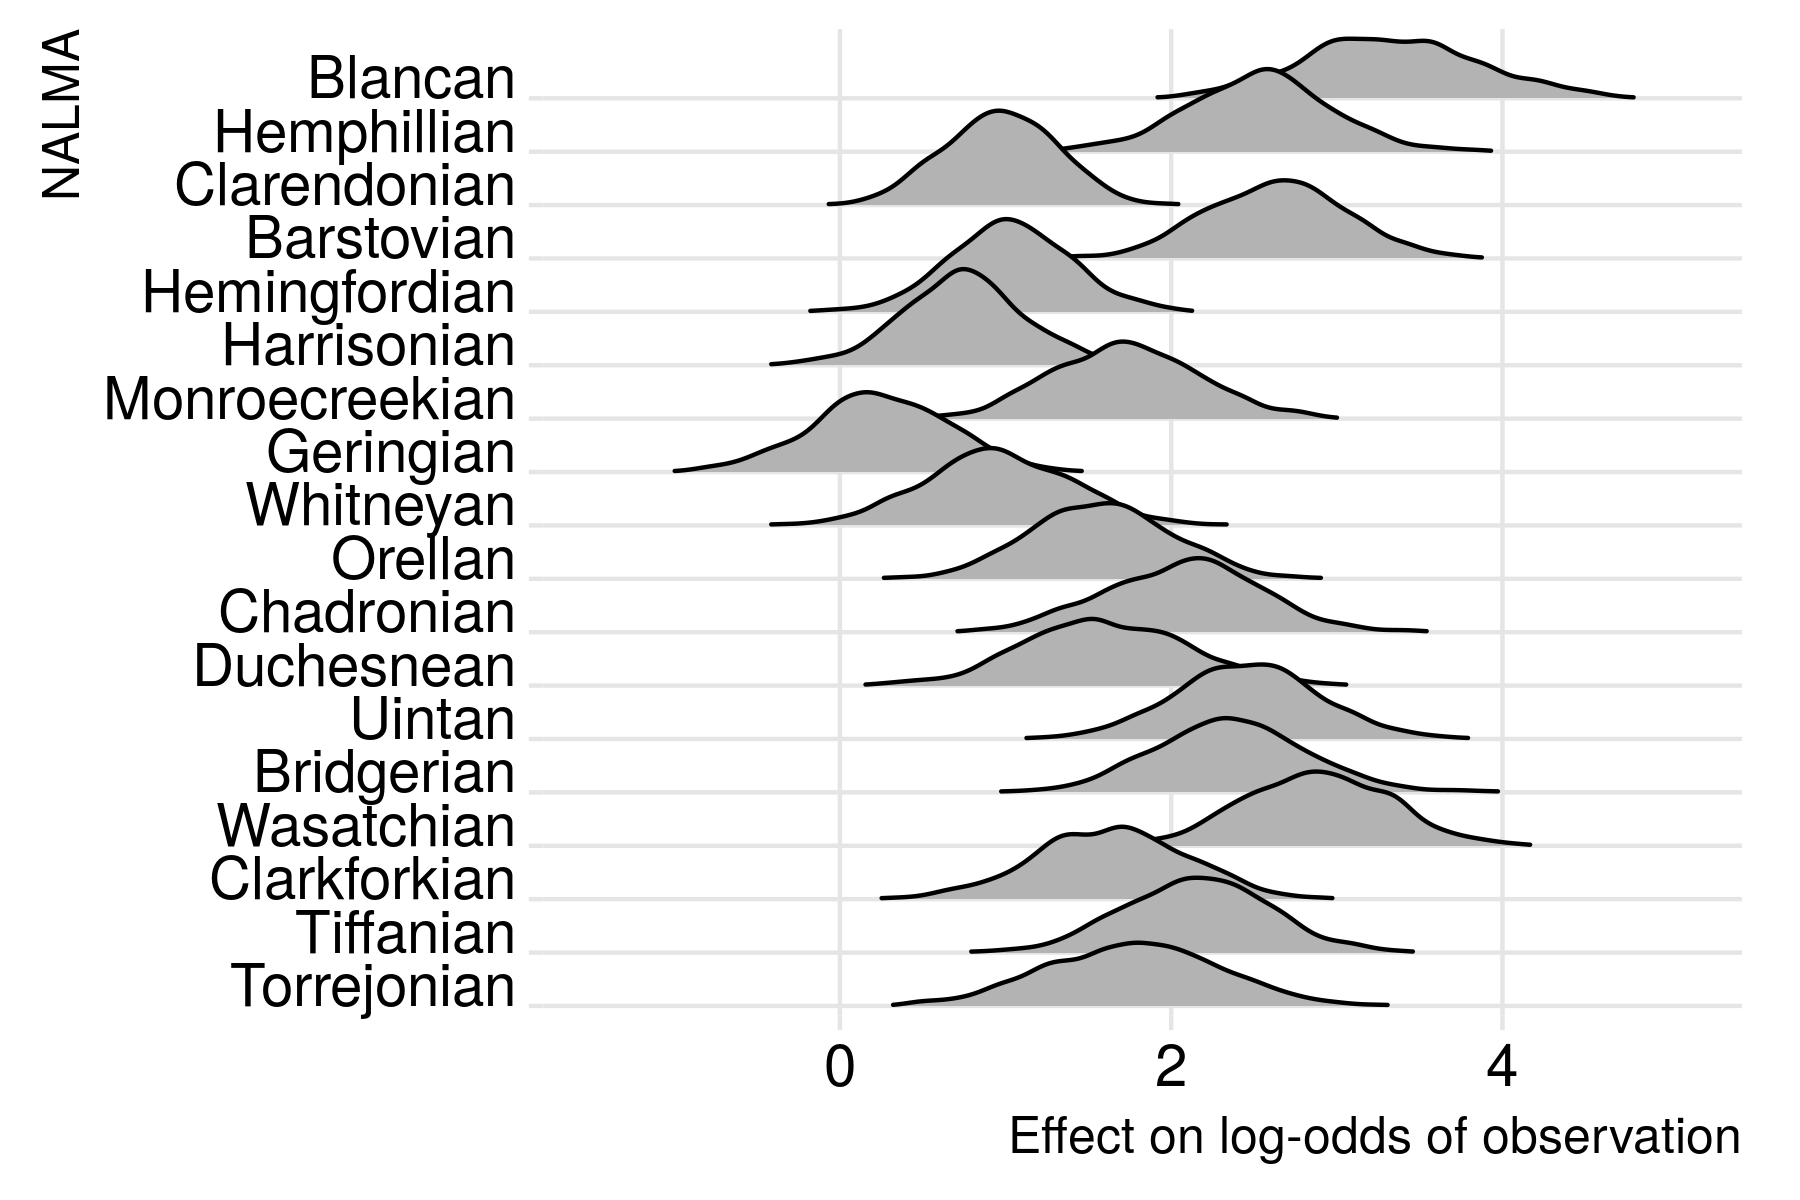 NALMA
Blancan
Hemphillian
Clarendonian
Barstovian
Hemingfordian
Harrisonian
Monroecreekian
Geringian
Whitneyan
Orellan
Chadronian
Duchesnean
Uintan
Bridgerian
Wasatchian
Clarkforkian
Tiffanian
Torrejonian
0 2 4
Effect on log-odds of observation